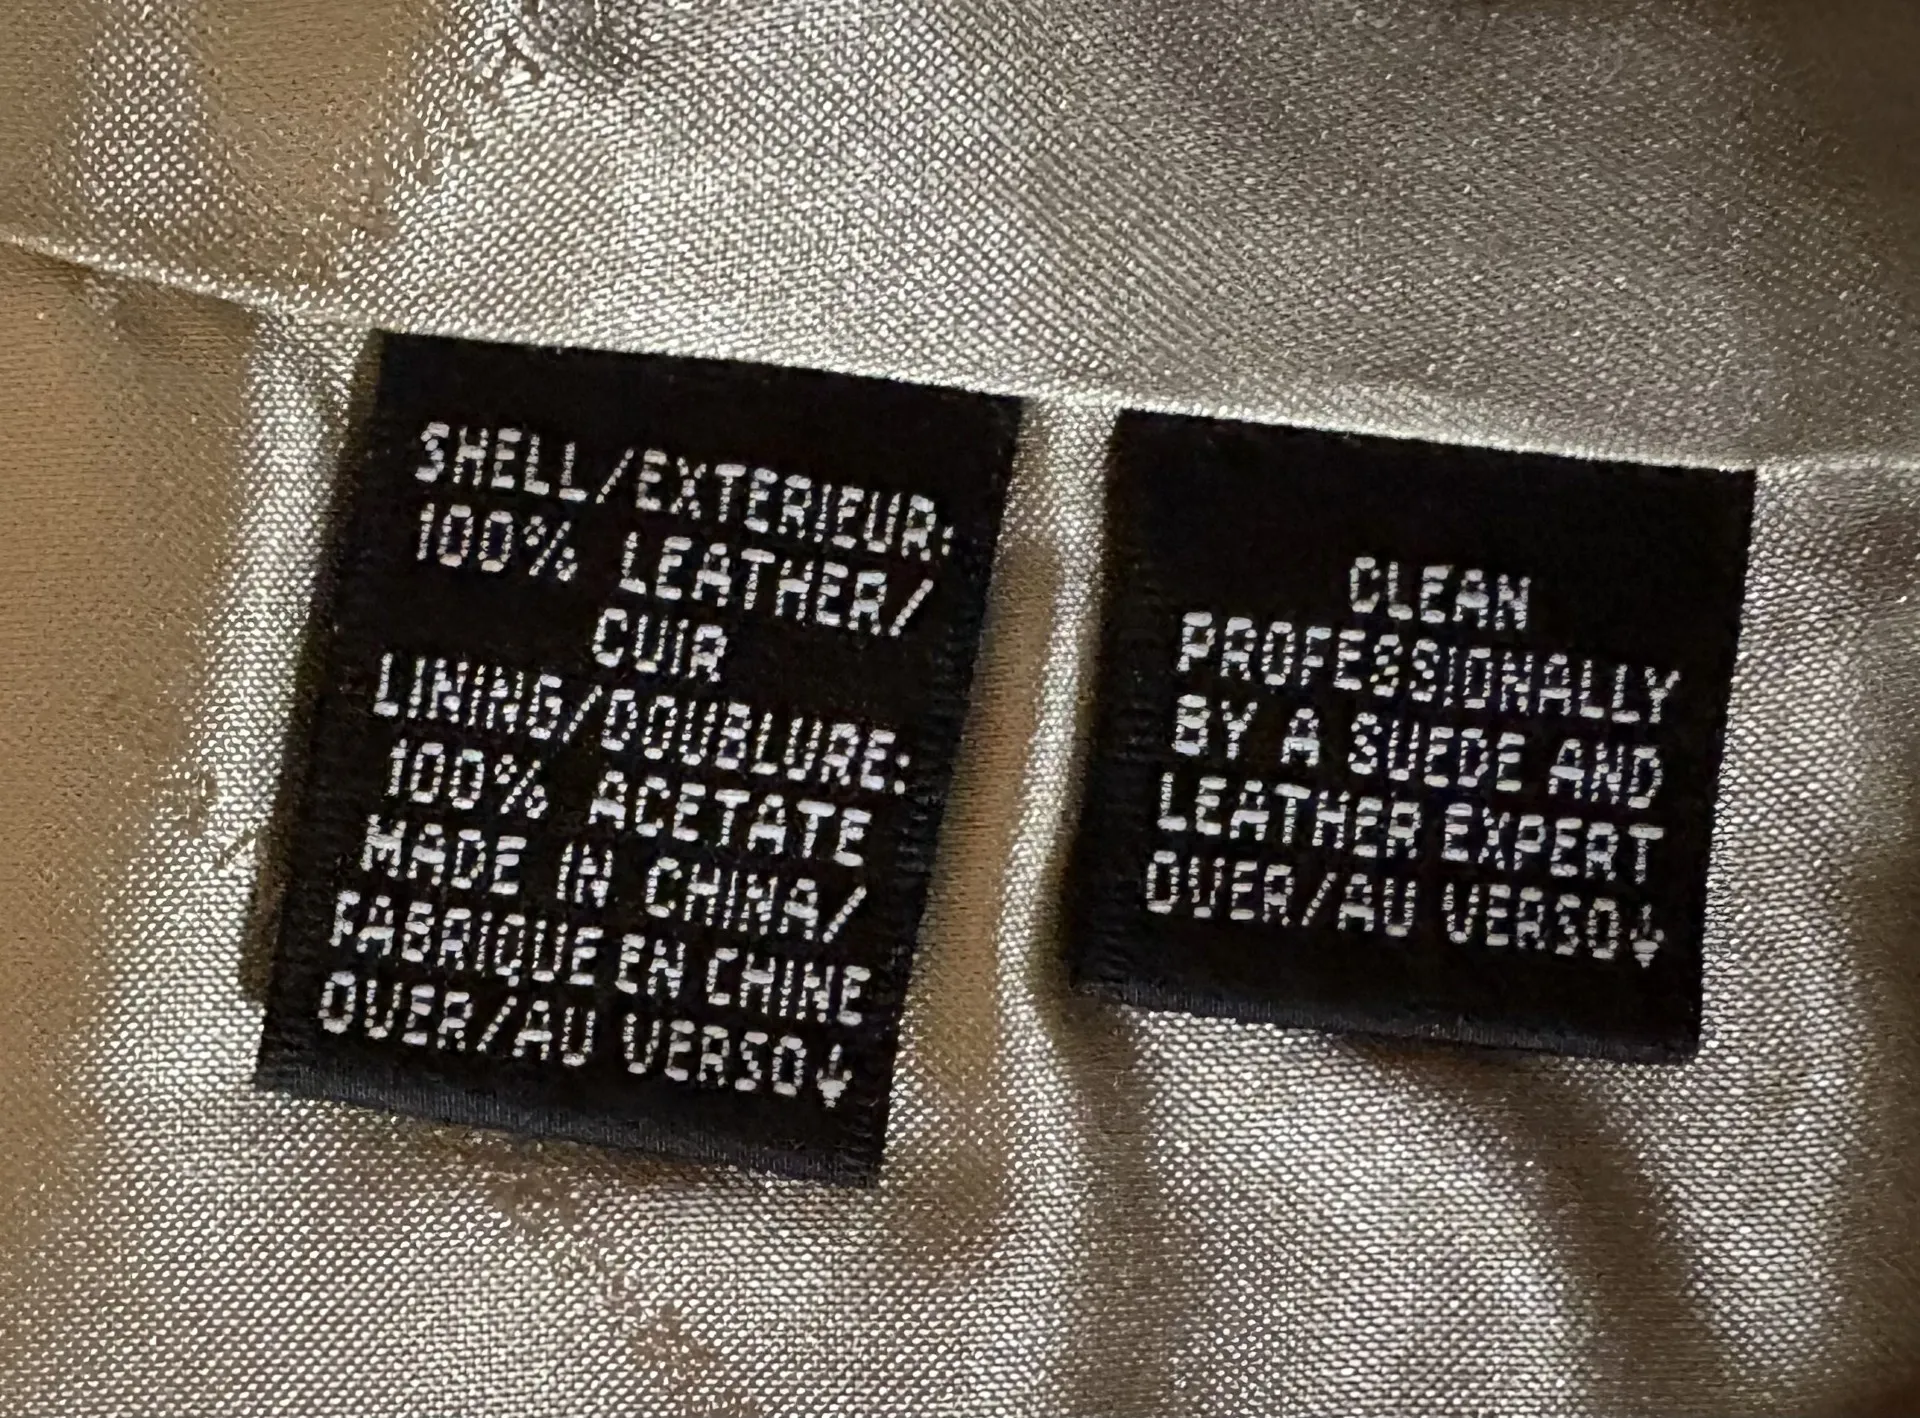 SHELL/EXTERIEUR:
100% LEATHER/
CUIR
LINING/DOUBLURE:
100% ACETATE
MADE IN CHINA/
FABRIQUE EN CHINE
OVER/AU VERSO↓
CLEAN
PROFESSIONALLY
BY A SUEDE AND
LEATHER EXPERT
OVER/AU VERSO↓